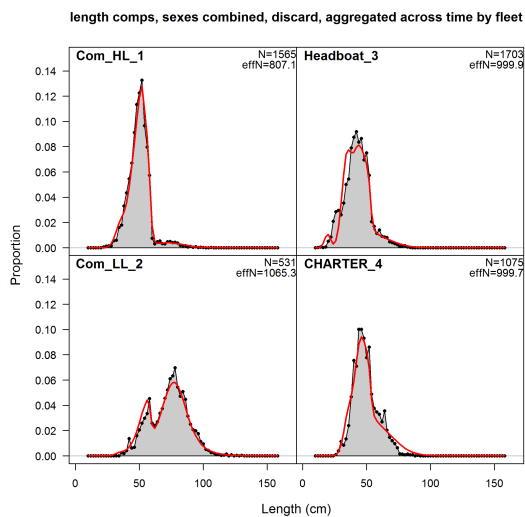 length comps, sexes combined, discard, aggregated across time by fleet
Com_HL_1
N=1565
effN=807.1
Headboat_3
N=1703
effN=999.9
0.14
0.12
0.10
0.08
0.06
0.04
0.02
0.00
Com_LL_2
N=531
effN=1065.3
CHARTER_4
N=1075
effN=999.7
0.14
0.12
0.10
0.08
0.06
0.04
0.02
0.00
Proportion
0 50 100 150 0 50 100 150
Length (cm)